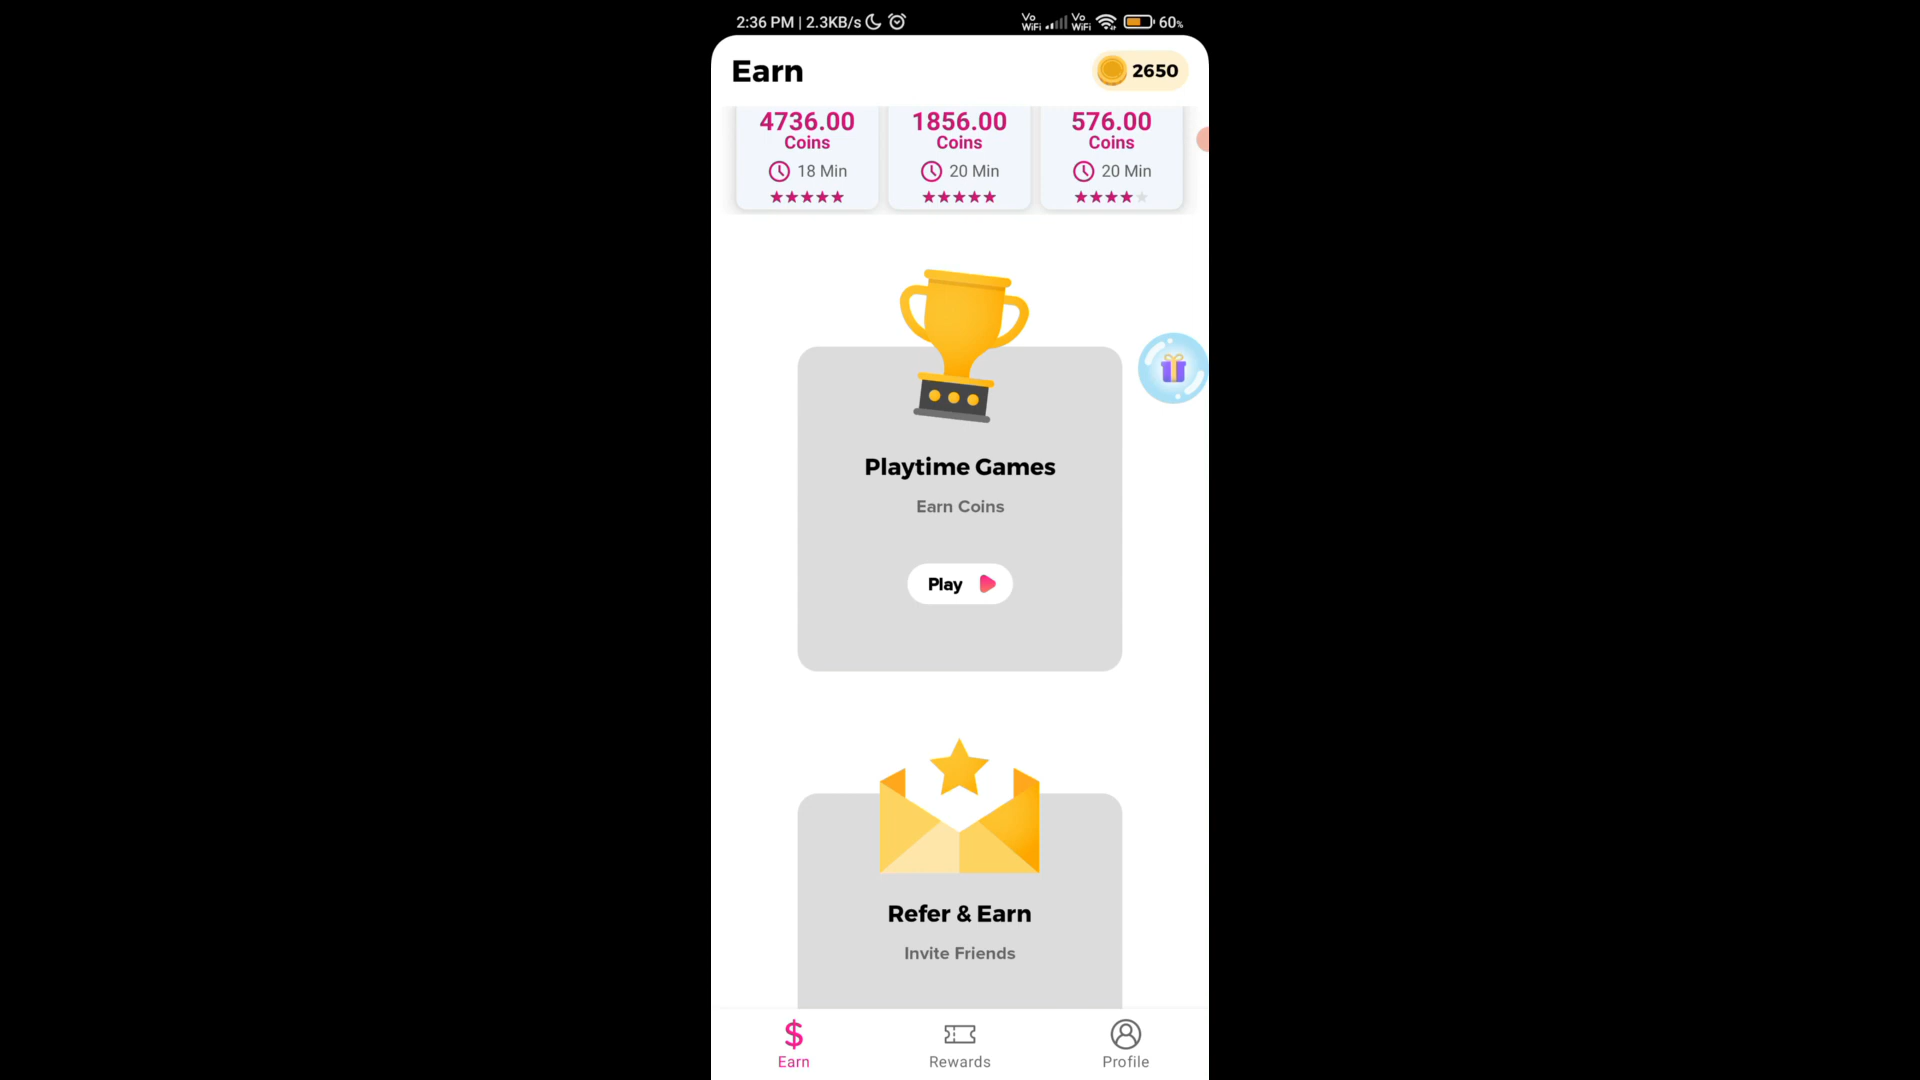 2:36 PM | 2.3KB/s Vo WiFi Vo WiFi 60%
Earn 2650
4736.00 1856.00 576.00
Coins Coins Coins
18 Min 20 Min 20 Min
Playtime Games
Earn Coins
Play
Refer & Earn
Invite Friends
Earn Rewards Profile